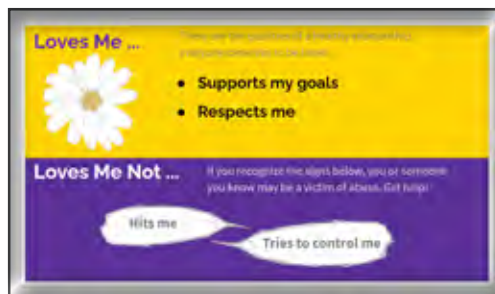 Loves Me ...
• Supports my goals
• Respects me
Loves Me Not ...
If you recognize the signs below, you or someone
you know may be a victim of abuse. Get help!
Hits me
Tries to control me